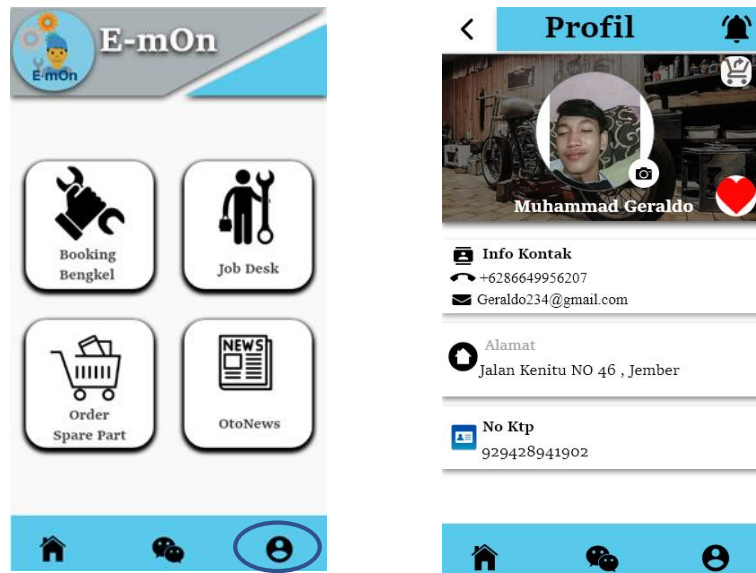 E-mOn
E-mOn
Booking
Bengkel
Job Desk
Order
Spare Part
NEWS
OtoNews
Profil
Muhammad Geraldo
Info Kontak
+6286649956207
Geraldo234@gmail.com
Alamat
Jalan Kenitu NO 46 , Jember
No Ktp
929428941902